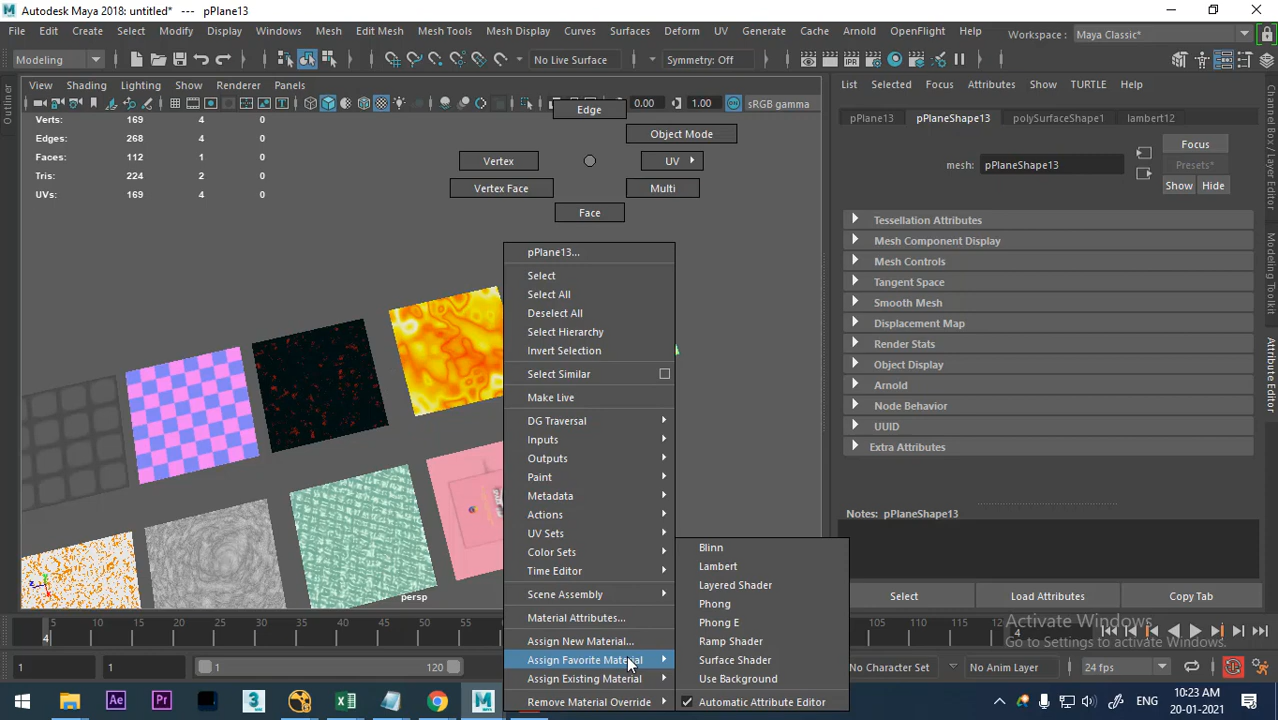 Autodesk Maya 2018: untitled*   ---   pPlane13
File Edit Create Select Modify Display Windows Mesh Edit Mesh Mesh Tools Mesh Display Curves Surfaces Deform UV Generate Cache Arnold OpenFlight Help Workspace : Maya Classic*
Modeling No Live Surface Symmetry: Off
View Shading Lighting Show Renderer Panels
List Selected Focus Attributes Show TURTLE Help
0.00 1.00 sRGB gamma
Edge
Object Mode
Vertex UV
Vertex Face Multi
Face
Verts: 169 4 0
Edges: 268 4 0
Faces: 112 1 0
Tris: 224 2 0
UVs: 169 4 0
pPlane13...
Select
Select All
Deselect All
Select Hierarchy
Invert Selection
Select Similar
Make Live
DG Traversal
Inputs
Outputs
Paint
Metadata
Actions
UV Sets
Color Sets
Time Editor
Scene Assembly
Material Attributes...
Assign New Material...
Assign Favorite Material
Assign Existing Material
Remove Material Override
Blinn
Lambert
Layered Shader
Phong
Phong E
Ramp Shader
Surface Shader
Use Background
Automatic Attribute Editor
persp
Outliner
pPlane13 pPlaneShape13 polySurfaceShape1 lambert12
mesh: pPlaneShape13
Focus
Presets*
Show Hide
Tessellation Attributes
Mesh Component Display
Mesh Controls
Tangent Space
Smooth Mesh
Displacement Map
Render Stats
Object Display
Arnold
Node Behavior
UUID
Extra Attributes
Notes: pPlaneShape13
Select Load Attributes Copy Tab
Channel Box / Layer Editor
Modeling Toolkit
Attribute Editor
Activate Windows
Go to Settings to activate Windows.
5 10 15 20 25 30 35 40 45 50 55 60
4
1 1 1 120
No Character Set No Anim Layer 24 fps
ENG
10:23 AM
20-01-2021